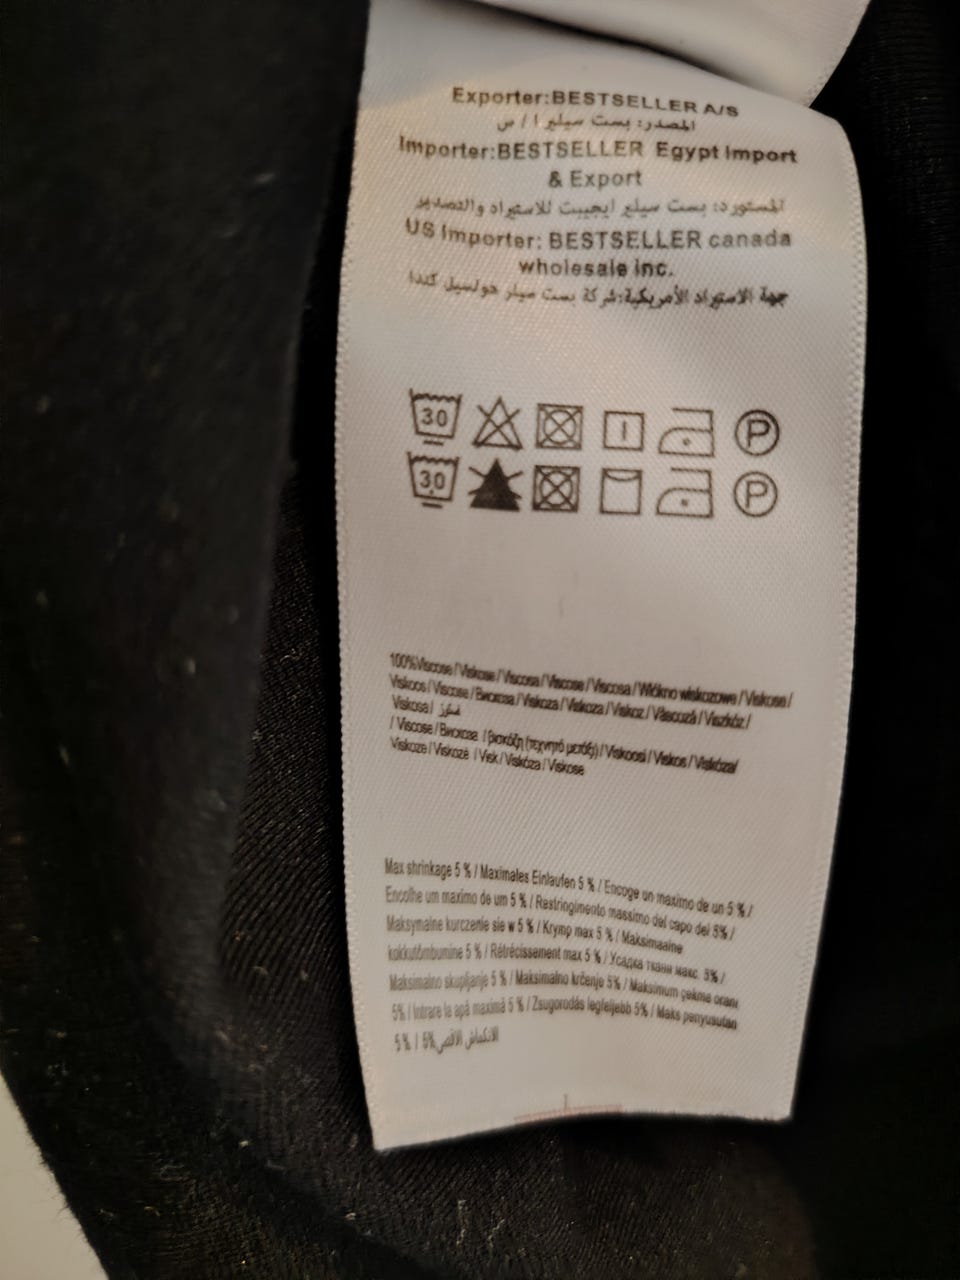 Exporter:BESTSELLER A/S
المصدر: بست سيلير ا / س
Importer:BESTSELLER Egypt Import
& Export
المستورد: بست سيلير ايجيبت للاستيراد والتصدير
US Importer: BESTSELLER canada
wholesale inc.
جهة الاستيراد الأمريكية:شركة بست سيلر هولسيل كندا
30 P
30 P
100%Viscose / Viskose / Viscosa / Viscose / Viscosa / Włókno wiskozowe / Viskose /
Viskoos / Viscose / Вискоза / Viskoza / Viskoza / Viskoz / Vâscoză / Viszkóz /
Viskosa / فسكوز
/ Viscose / Вискоза / βισκόζη (τεχνητό μετάξι) / Viskoosi / Viskos / Viskóza/
Viskoze / Viskozė / Visk / Viskóza / Viskose
Max shrinkage 5 % / Maximales Einlaufen 5 % / Encoge un maximo de un 5 % /
Encolhe um maximo de um 5 % / Restringimento massimo del capo del 5% /
Maksymalne kurczenie sie w 5 % / Krymp max 5 % / Maksimaalne
kokkutõmbumine 5 % / Rétrécissement max 5 % / Усадка ткани макс. 5% /
Maksimalno skupljanje 5 % / Maksimalno krčenje 5% / Maksimum çekme oranı
5% / Intrare la apă maximă 5 % / Zsugorodás legfeljebb 5% / Maks penyusutan
5 % / 5% الانكماش الأقصى